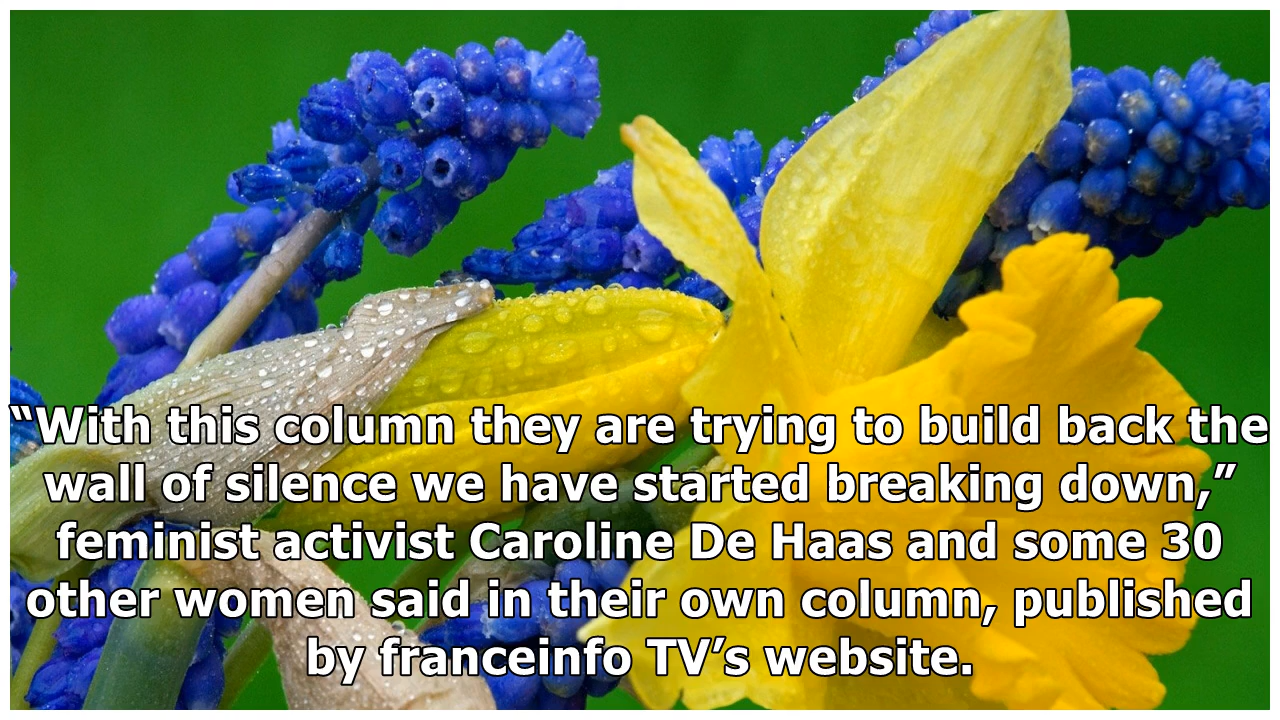 “With this column they are trying to build back the
wall of silence we have started breaking down,”
feminist activist Caroline De Haas and some 30
other women said in their own column, published
by franceinfo TV’s website.